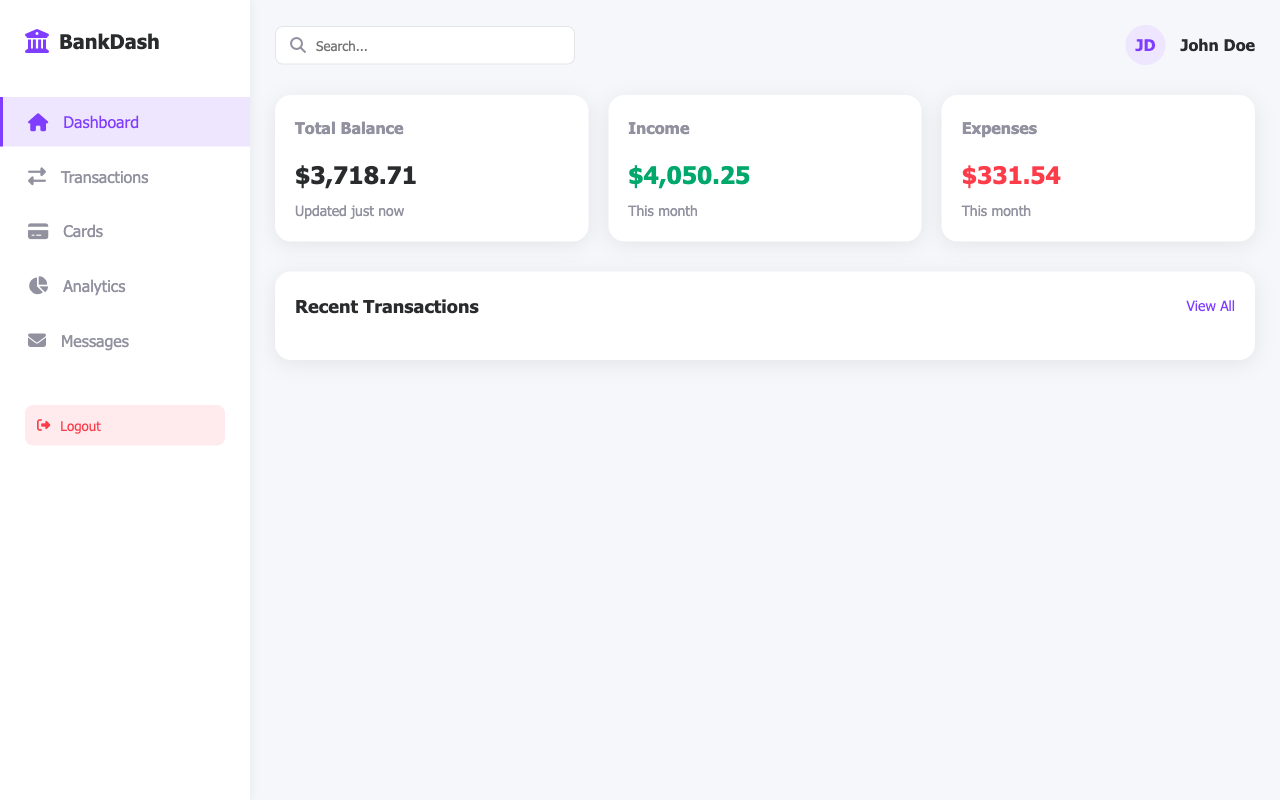 BankDash
Dashboard
Transactions
Cards
Analytics
Messages
Logout
Search...
JD John Doe
Total Balance
$3,718.71
Updated just now
Income
$4,050.25
This month
Expenses
$331.54
This month
Recent Transactions
View All